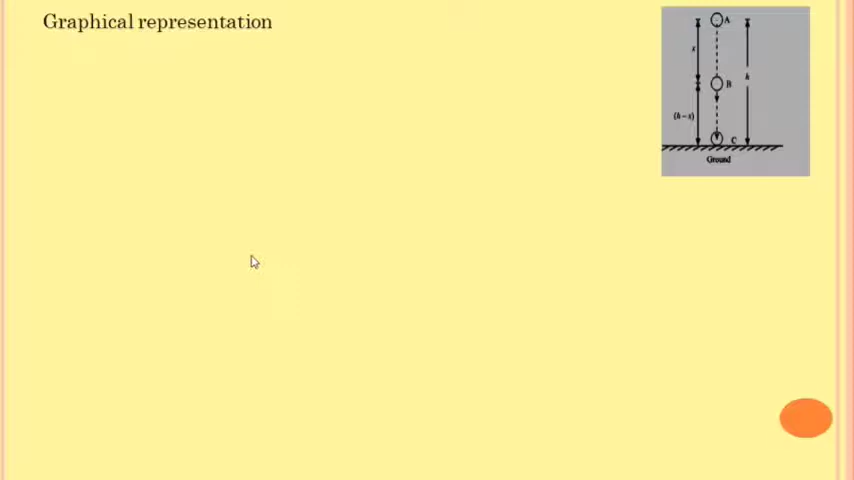 Graphical representation
A
x
B
h
(h – x)
C
Ground